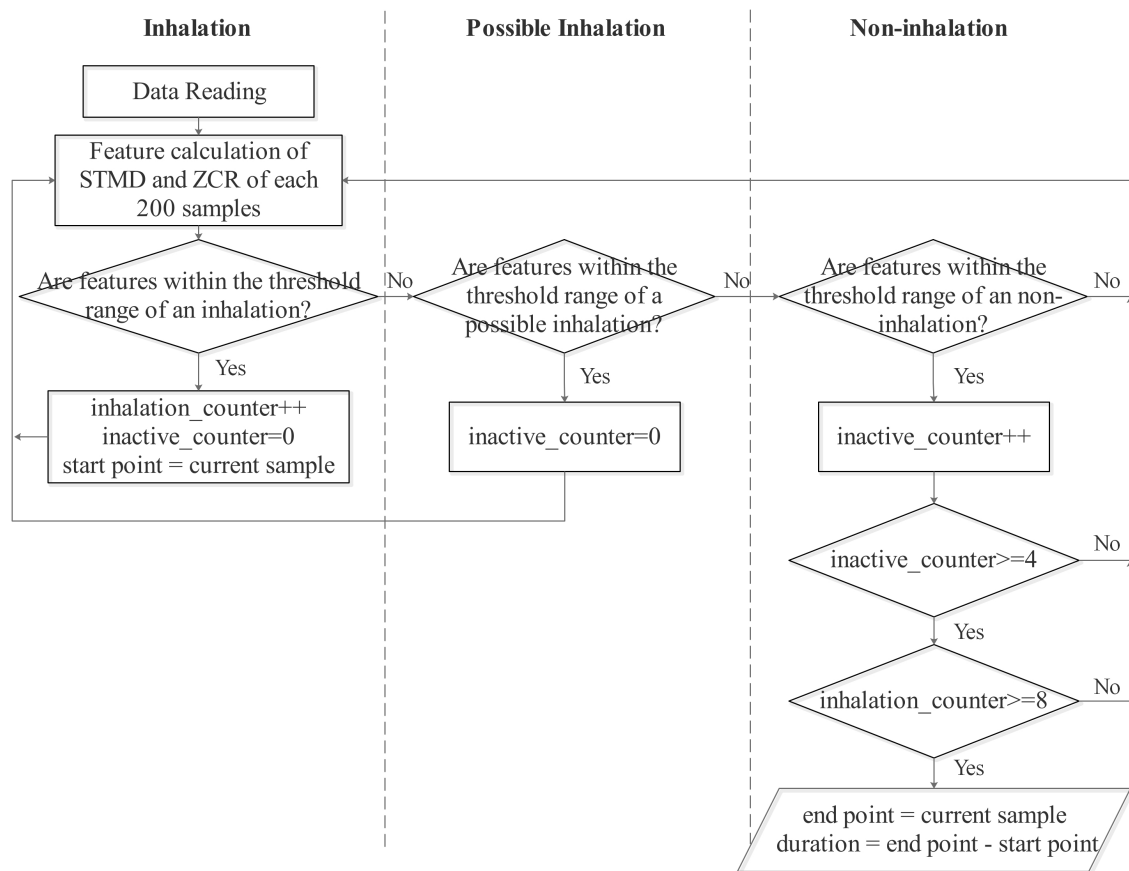 Inhalation
Possible Inhalation
Non-inhalation
Data Reading
Feature calculation of
STMD and ZCR of each
200 samples
Are features within the threshold
range of an inhalation?
No
Are features within the
threshold range of a
possible inhalation?
No
Are features within the
threshold range of an non-
inhalation?
No
Yes
Yes
Yes
inhalation_counter++
inactive_counter=0
start point = current sample
inactive_counter=0
inactive_counter++
inactive_counter>=4
No
Yes
inhalation_counter>=8
No
Yes
end point = current sample
duration = end point - start point